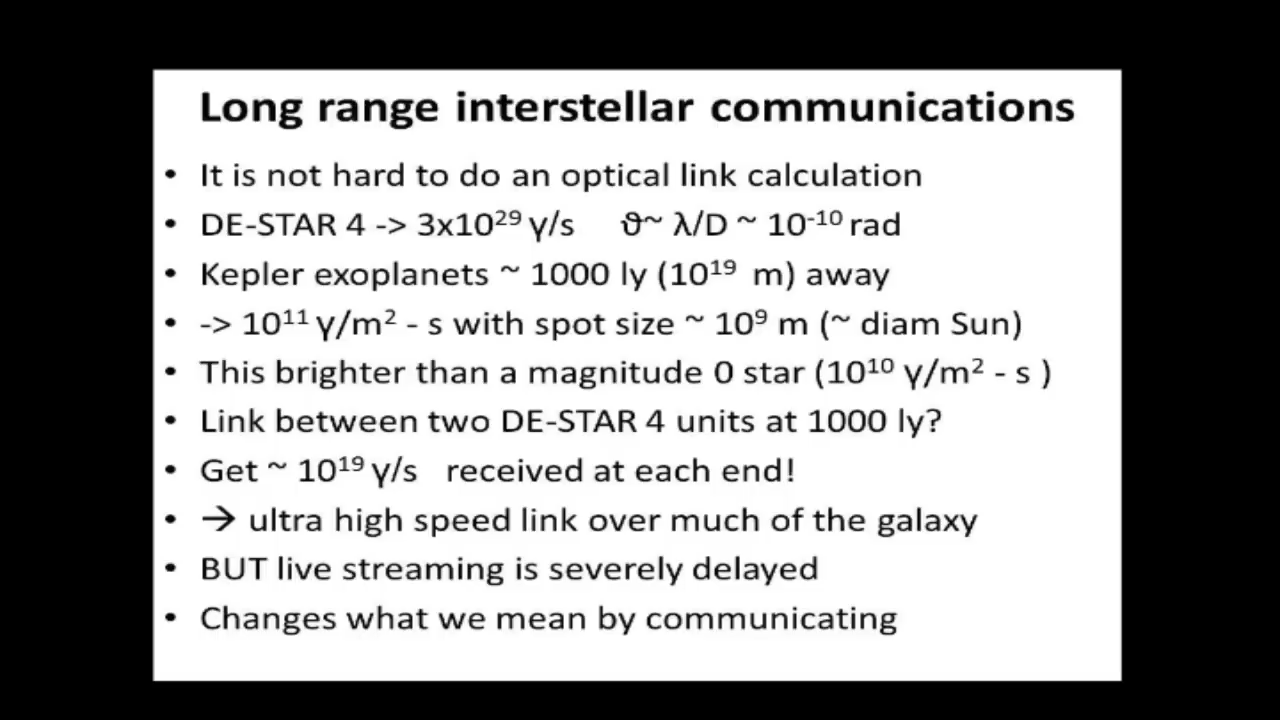 Long range interstellar communications
• It is not hard to do an optical link calculation
• DE-STAR 4 -> 3x10²⁹ γ/s ϑ~ λ/D ~ 10⁻¹⁰ rad
• Kepler exoplanets ~ 1000 ly (10¹⁹ m) away
• -> 10¹¹ γ/m² - s with spot size ~ 10⁹ m (~ diam Sun)
• This brighter than a magnitude 0 star (10¹⁰ γ/m² - s )
• Link between two DE-STAR 4 units at 1000 ly?
• Get ~ 10¹⁹ γ/s received at each end!
• → ultra high speed link over much of the galaxy
• BUT live streaming is severely delayed
• Changes what we mean by communicating